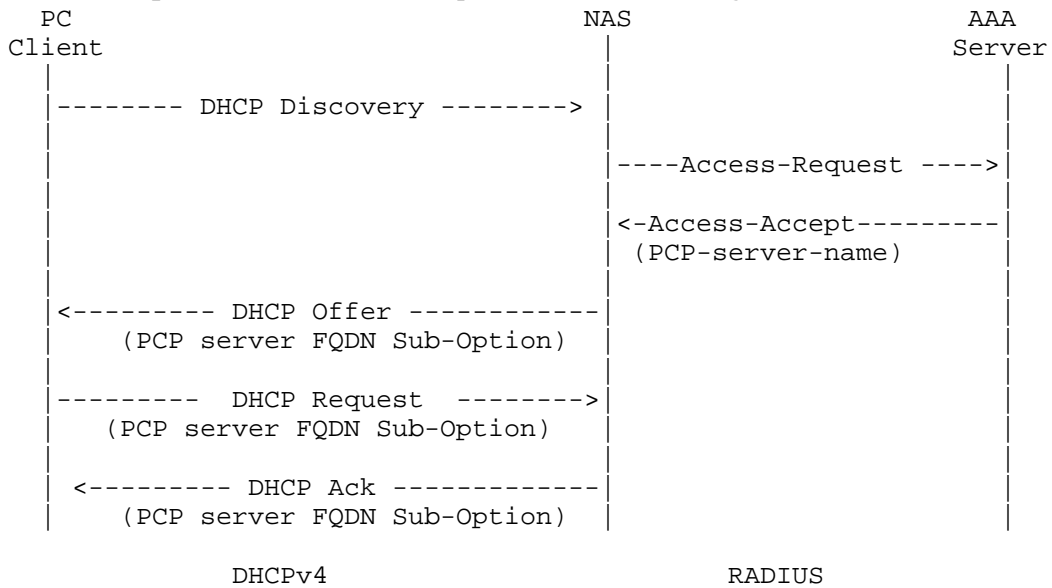 PC NAS AAA
Client Server
-------- DHCP Discovery -------->
----Access-Request ---->
<-Access-Accept---------
(PCP-server-name)
<--------- DHCP Offer ------------
(PCP server FQDN Sub-Option)
--------- DHCP Request -------->
(PCP server FQDN Sub-Option)
<--------- DHCP Ack -------------
(PCP server FQDN Sub-Option)
DHCPv4 RADIUS